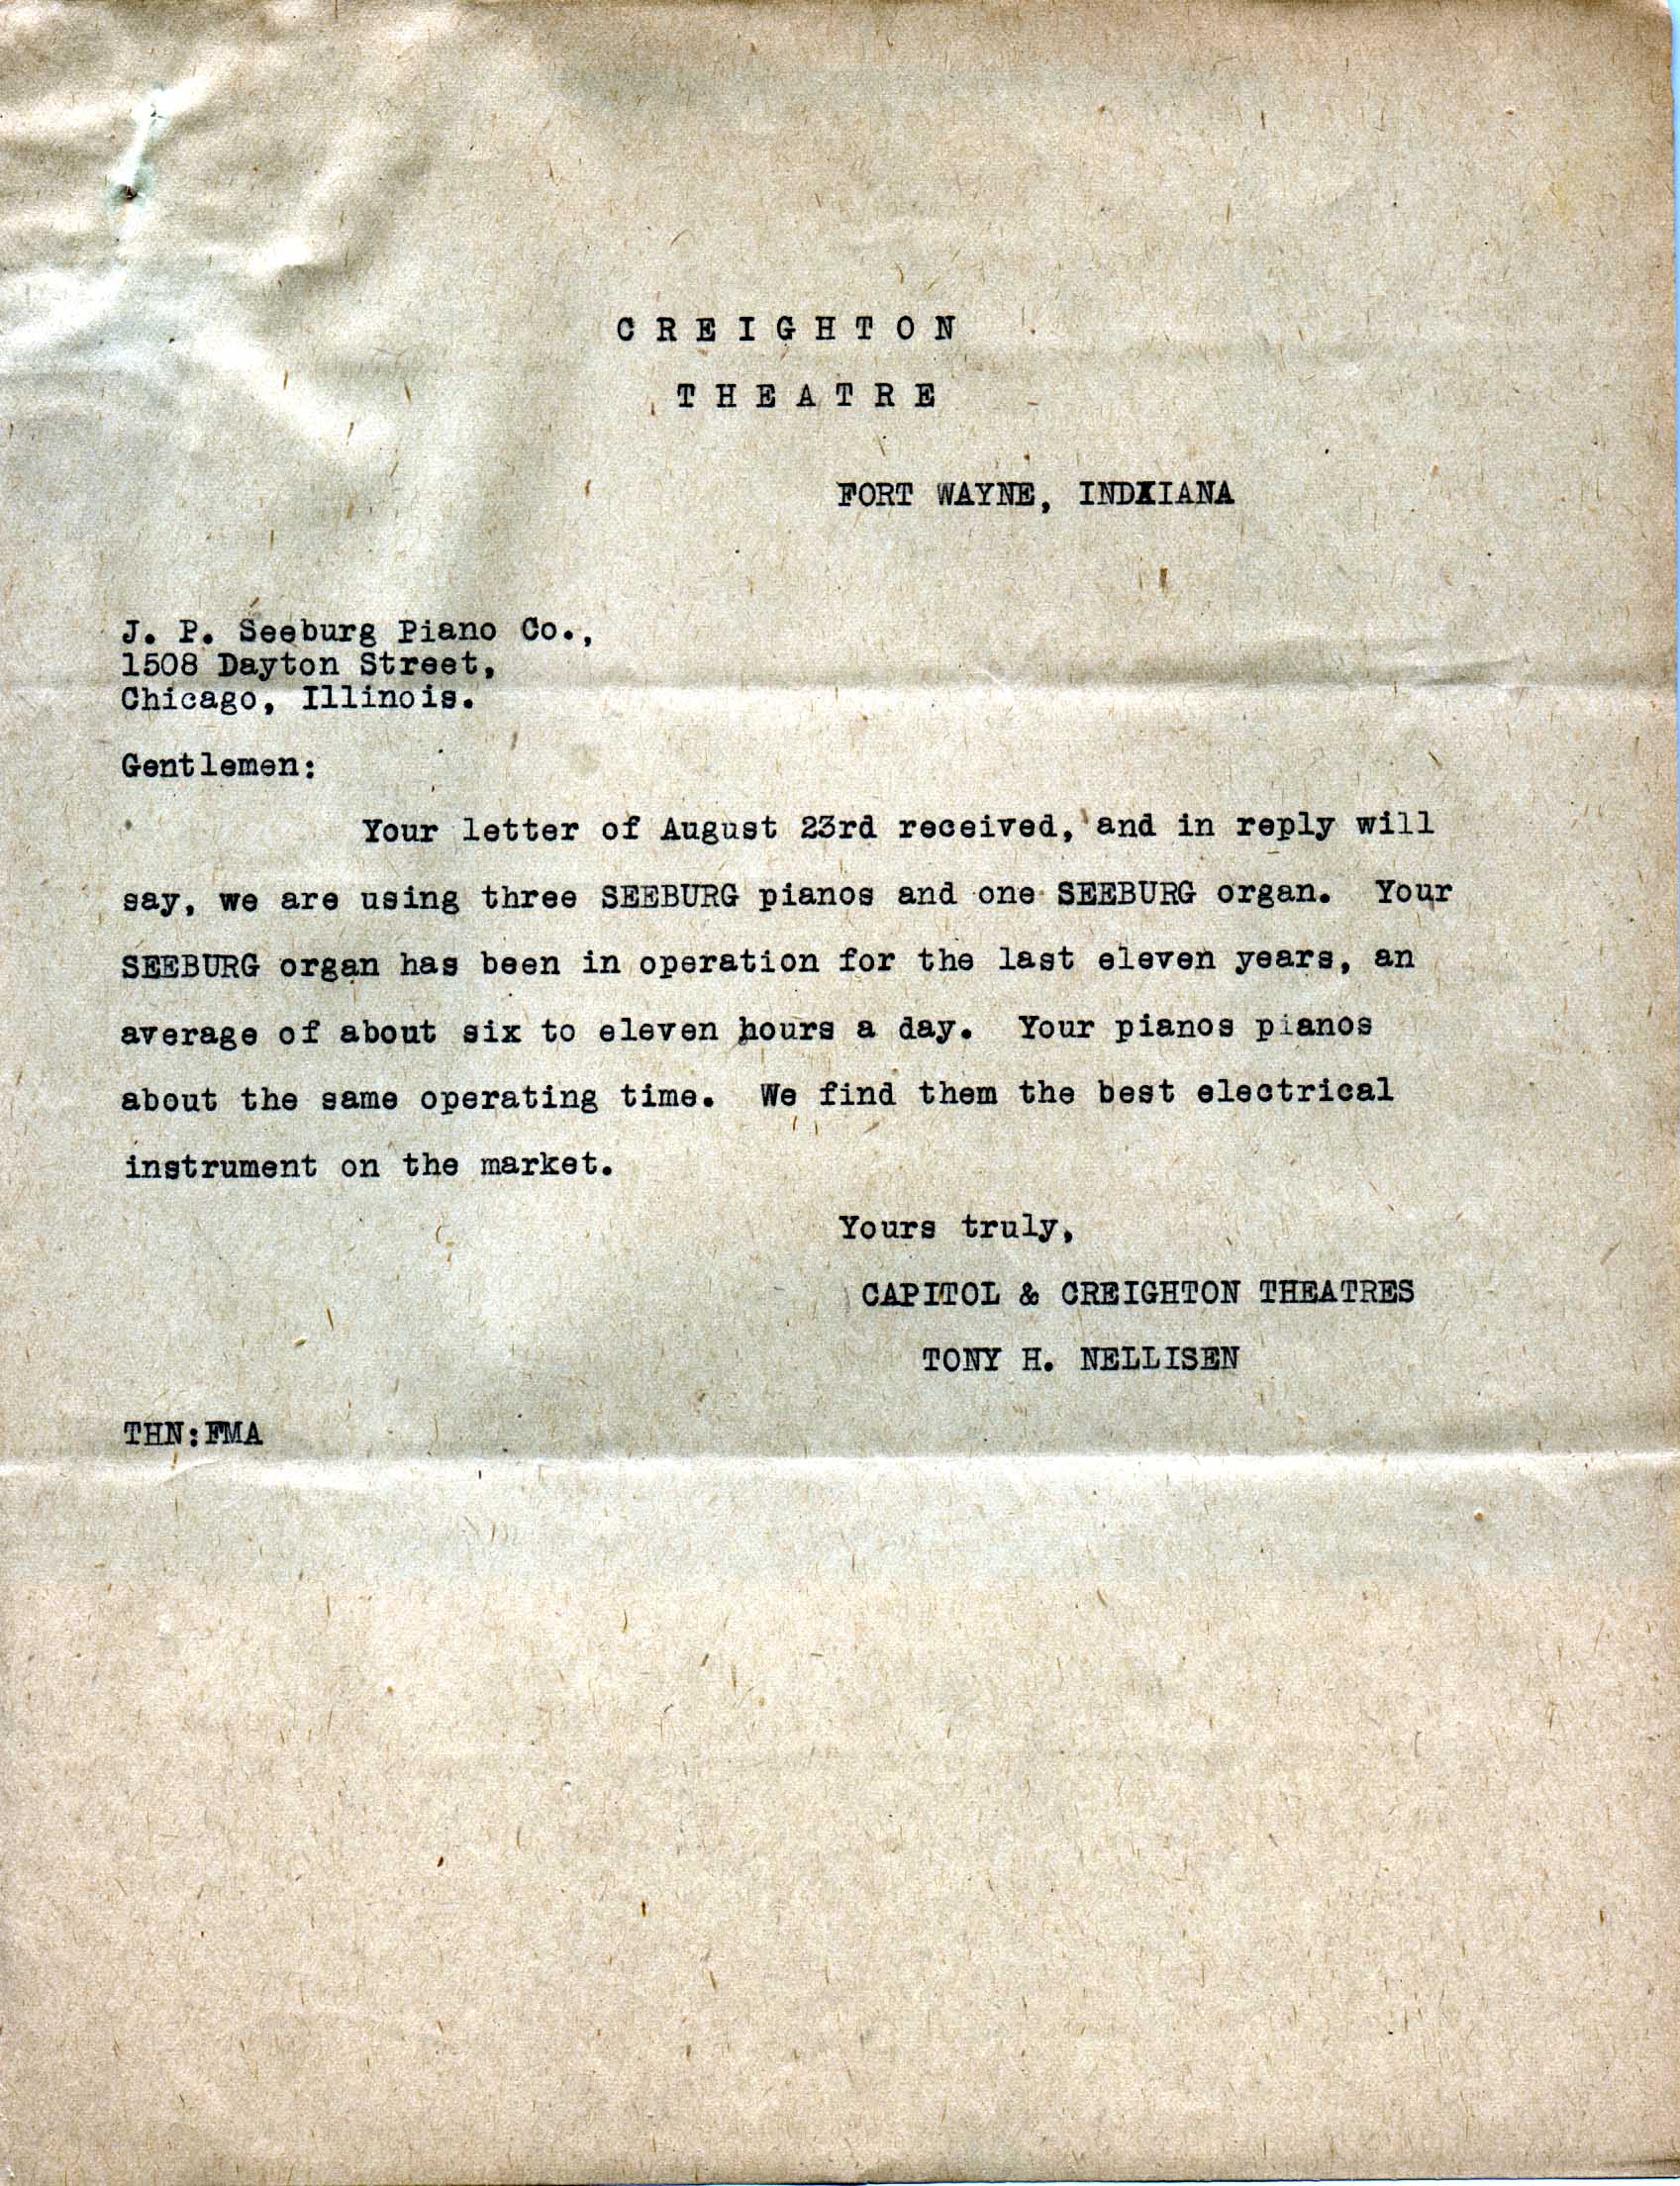 CREIGHTON
THEATRE
FORT WAYNE, INDXIANA
J. P. Seeburg Piano Co.,
1508 Dayton Street,
Chicago, Illinois.
Gentlemen:
Your letter of August 23rd received, and in reply will
say, we are using three SEEBURG pianos and one SEEBURG organ. Your
SEEBURG organ has been in operation for the last eleven years, an
average of about six to eleven hours a day. Your pianos pianos
about the same operating time. We find them the best electrical
instrument on the market.
Yours truly,
CAPITOL & CREIGHTON THEATRES
TONY H. NELLISEN
THN:FMA